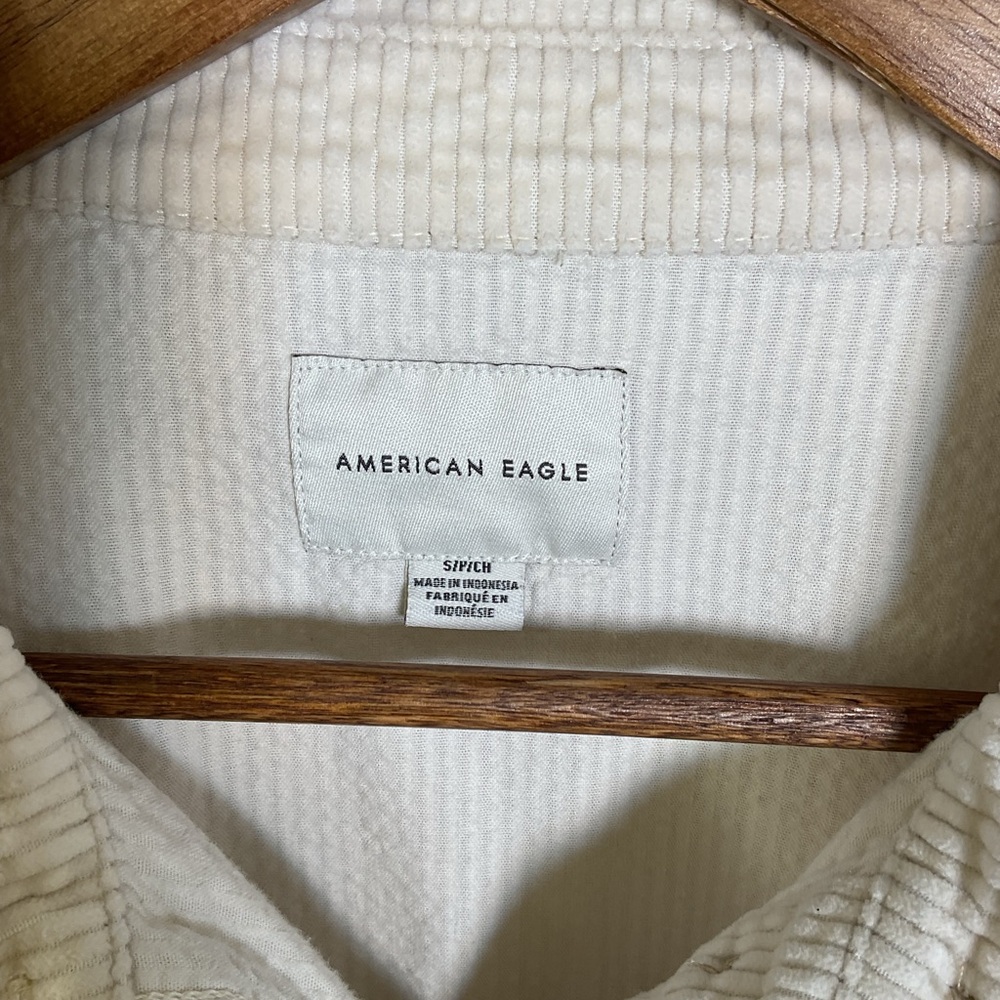 AMERICAN EAGLE
S/P/CH
MADE IN INDONESIA
FABRIQUÉ EN
INDONÉSIE